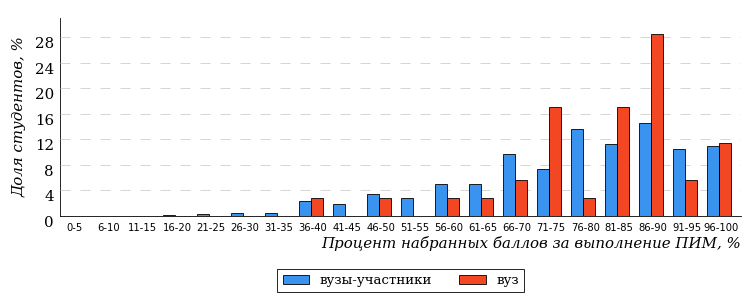 Доля студентов, %
28
24
20
16
12
8
4
0
0-5 6-10 11-15 16-20 21-25 26-30 31-35 36-40 41-45 46-50 51-55 56-60 61-65 66-70 71-75 76-80 81-85 86-90 91-95 96-100
Процент набранных баллов за выполнение ПИМ, %
вузы-участники вуз